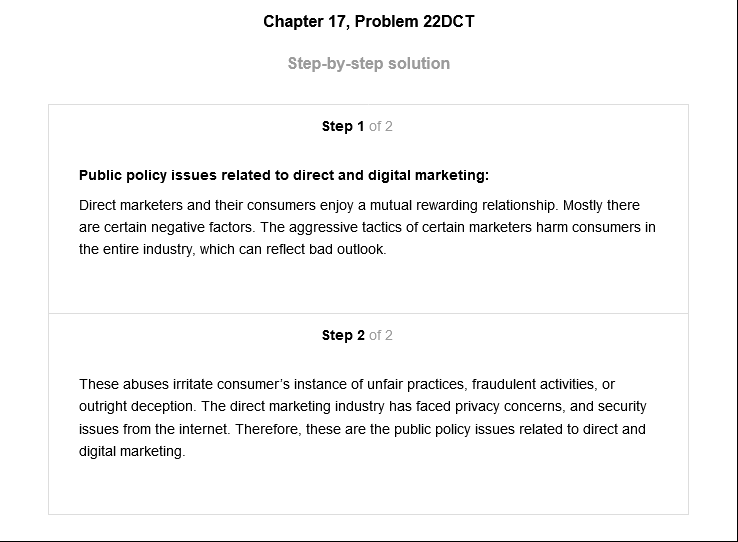 Chapter 17, Problem 22DCT
Step-by-step solution
Step 1 of 2
Public policy issues related to direct and digital marketing:
Direct marketers and their consumers enjoy a mutual rewarding relationship. Mostly there
are certain negative factors. The aggressive tactics of certain marketers harm consumers in
the entire industry, which can reflect bad outlook.
Step 2 of 2
These abuses irritate consumer's instance of unfair practices, fraudulent activities, or
outright deception. The direct marketing industry has faced privacy concerns, and security
issues from the internet. Therefore, these are the public policy issues related to direct and
digital marketing.